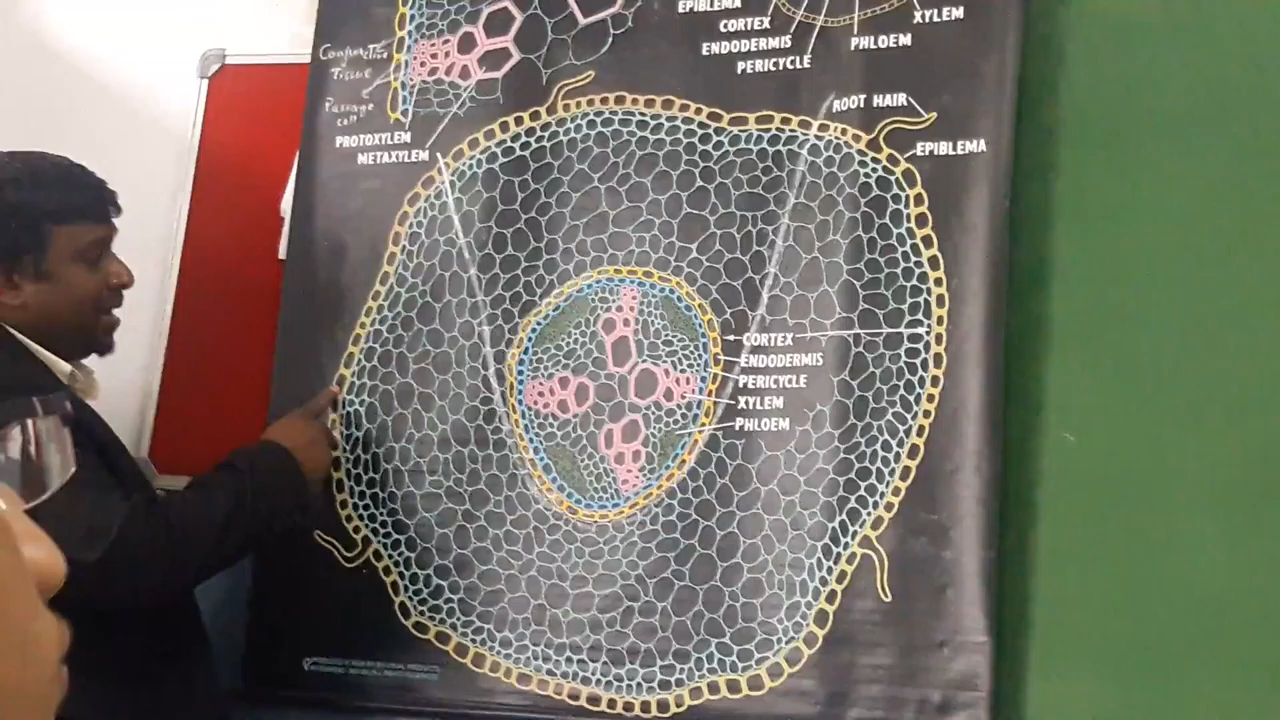 EPIBLEMA
CORTEX
ENDODERMIS
PERICYCLE
PHLOEM
XYLEM
Conjunctive
Tissue
Passage
cell
PROTOXYLEM
METAXYLEM
ROOT HAIR
EPIBLEMA
CORTEX
ENDODERMIS
PERICYCLE
XYLEM
PHLOEM